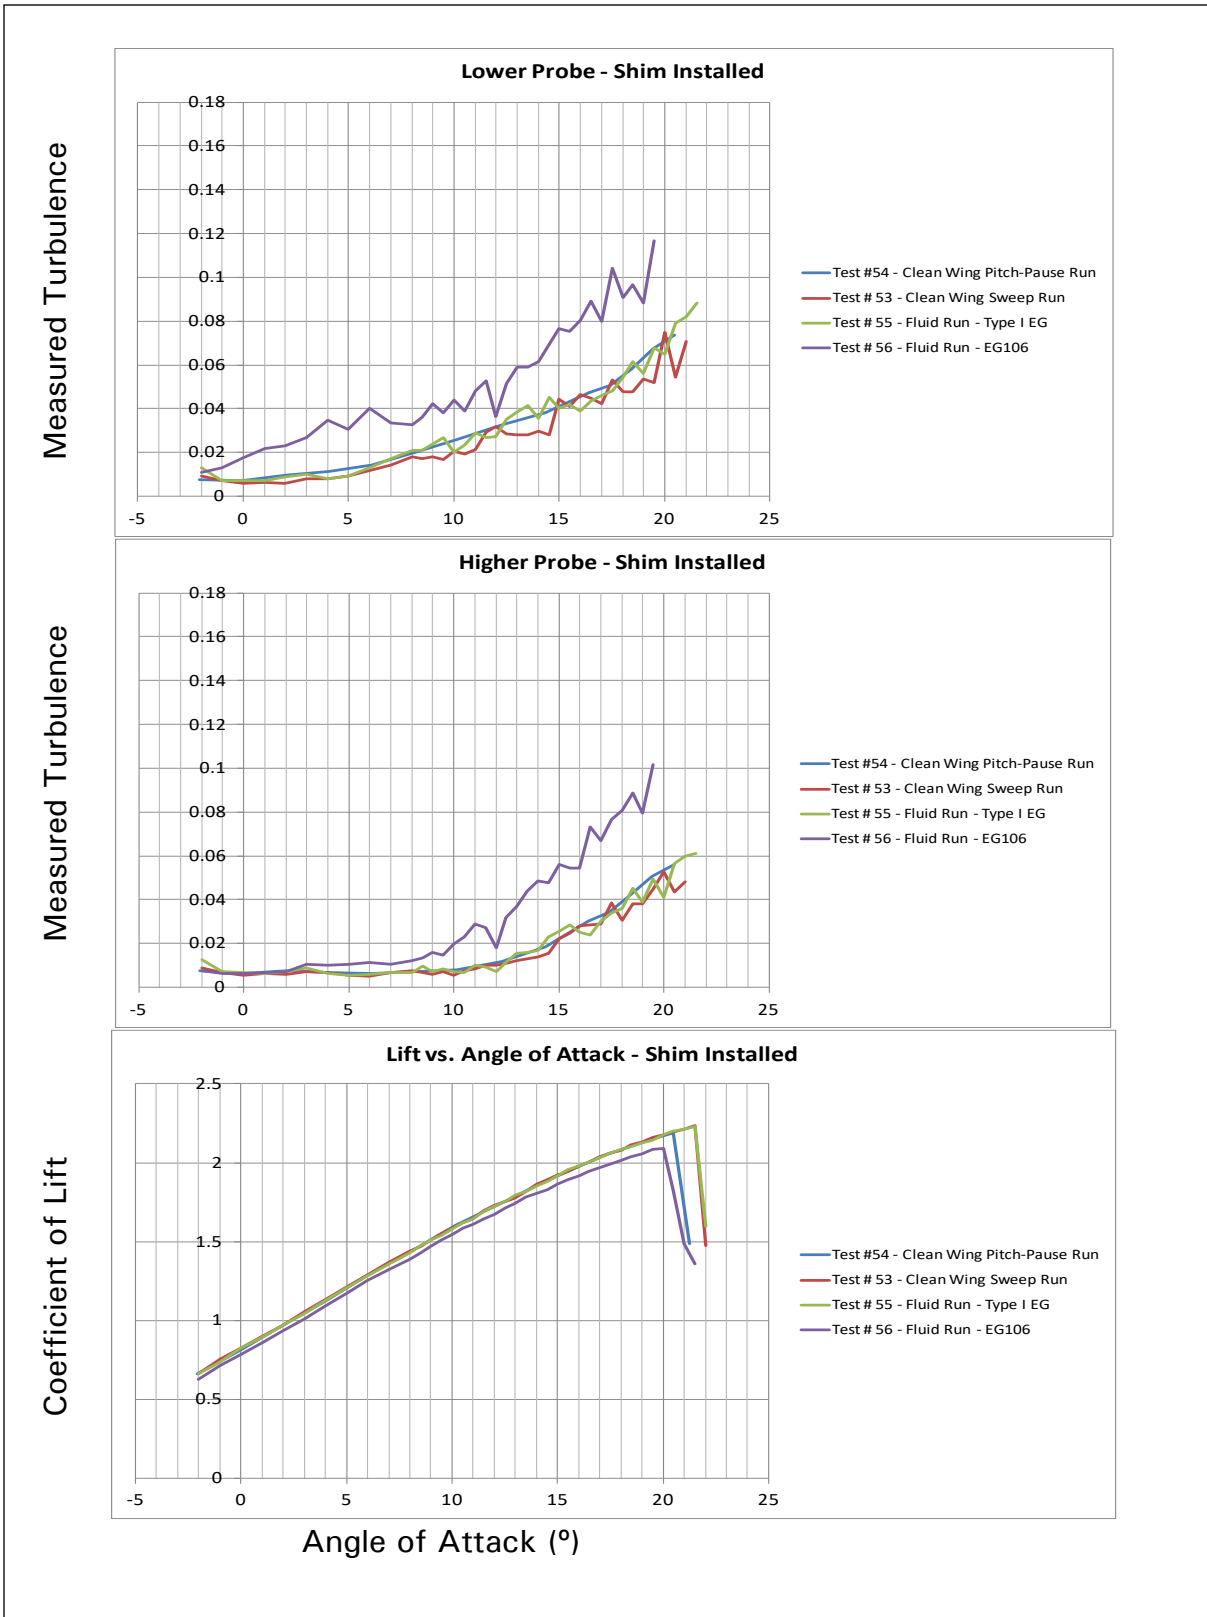 Lower Probe - Shim Installed
Measured Turbulence
0.18
0.16
0.14
0.12
0.1
0.08
0.06
0.04
0.02
0
-5 0 5 10 15 20 25
Test #54 - Clean Wing Pitch-Pause Run
Test # 53 - Clean Wing Sweep Run
Test # 55 - Fluid Run - Type I EG
Test # 56 - Fluid Run - EG106
Higher Probe - Shim Installed
Measured Turbulence
0.18
0.16
0.14
0.12
0.1
0.08
0.06
0.04
0.02
0
-5 0 5 10 15 20 25
Test #54 - Clean Wing Pitch-Pause Run
Test # 53 - Clean Wing Sweep Run
Test # 55 - Fluid Run - Type I EG
Test # 56 - Fluid Run - EG106
Lift vs. Angle of Attack - Shim Installed
Coefficient of Lift
2.5
2
1.5
1
0.5
0
-5 0 5 10 15 20 25
Test #54 - Clean Wing Pitch-Pause Run
Test # 53 - Clean Wing Sweep Run
Test # 55 - Fluid Run - Type I EG
Test # 56 - Fluid Run - EG106
Angle of Attack (º)